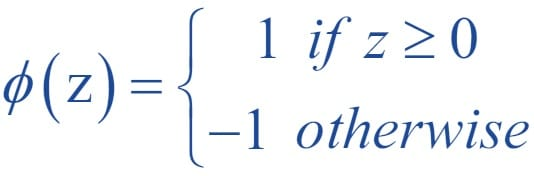 ϕ(z) = { 1 if z ≥ 0
−1 otherwise